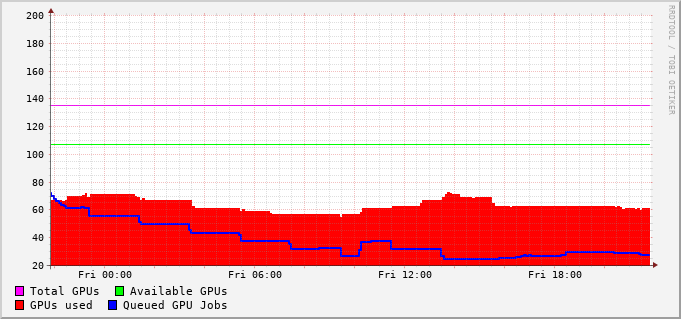 200
180
160
140
120
100
80
60
40
20
Fri 00:00 Fri 06:00 Fri 12:00 Fri 18:00
Total GPUs Available GPUs
GPUs used Queued GPU Jobs
RRDTOOL / TOBI OETIKER